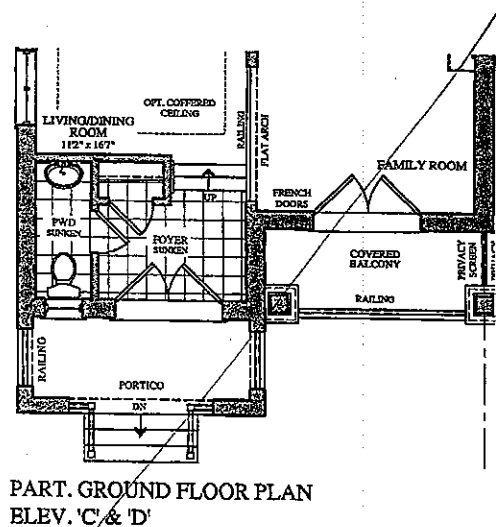 OPT. COFFERED
CEILING
LIVING/DINING
ROOM
11'2" x 16'7"
RAILING
FLAT ARCH
FAMILY ROOM
UP
FRENCH
DOORS
PWD
SUNKEN
FOYER
SUNKEN
COVERED
BALCONY
PRIVACY
SCREEN
PRIVACY
RAILING
RAILING
PORTICO
DN
PART. GROUND FLOOR PLAN
ELEV. 'C' & 'D'